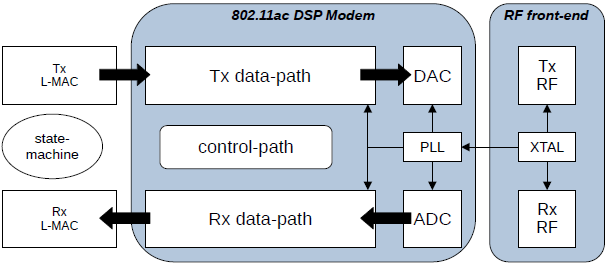 802.11ac DSP Modem
RF front-end
Tx
L-MAC
Tx data-path
DAC
Tx
RF
state-
machine
control-path
PLL
XTAL
Rx
L-MAC
Rx data-path
ADC
Rx
RF